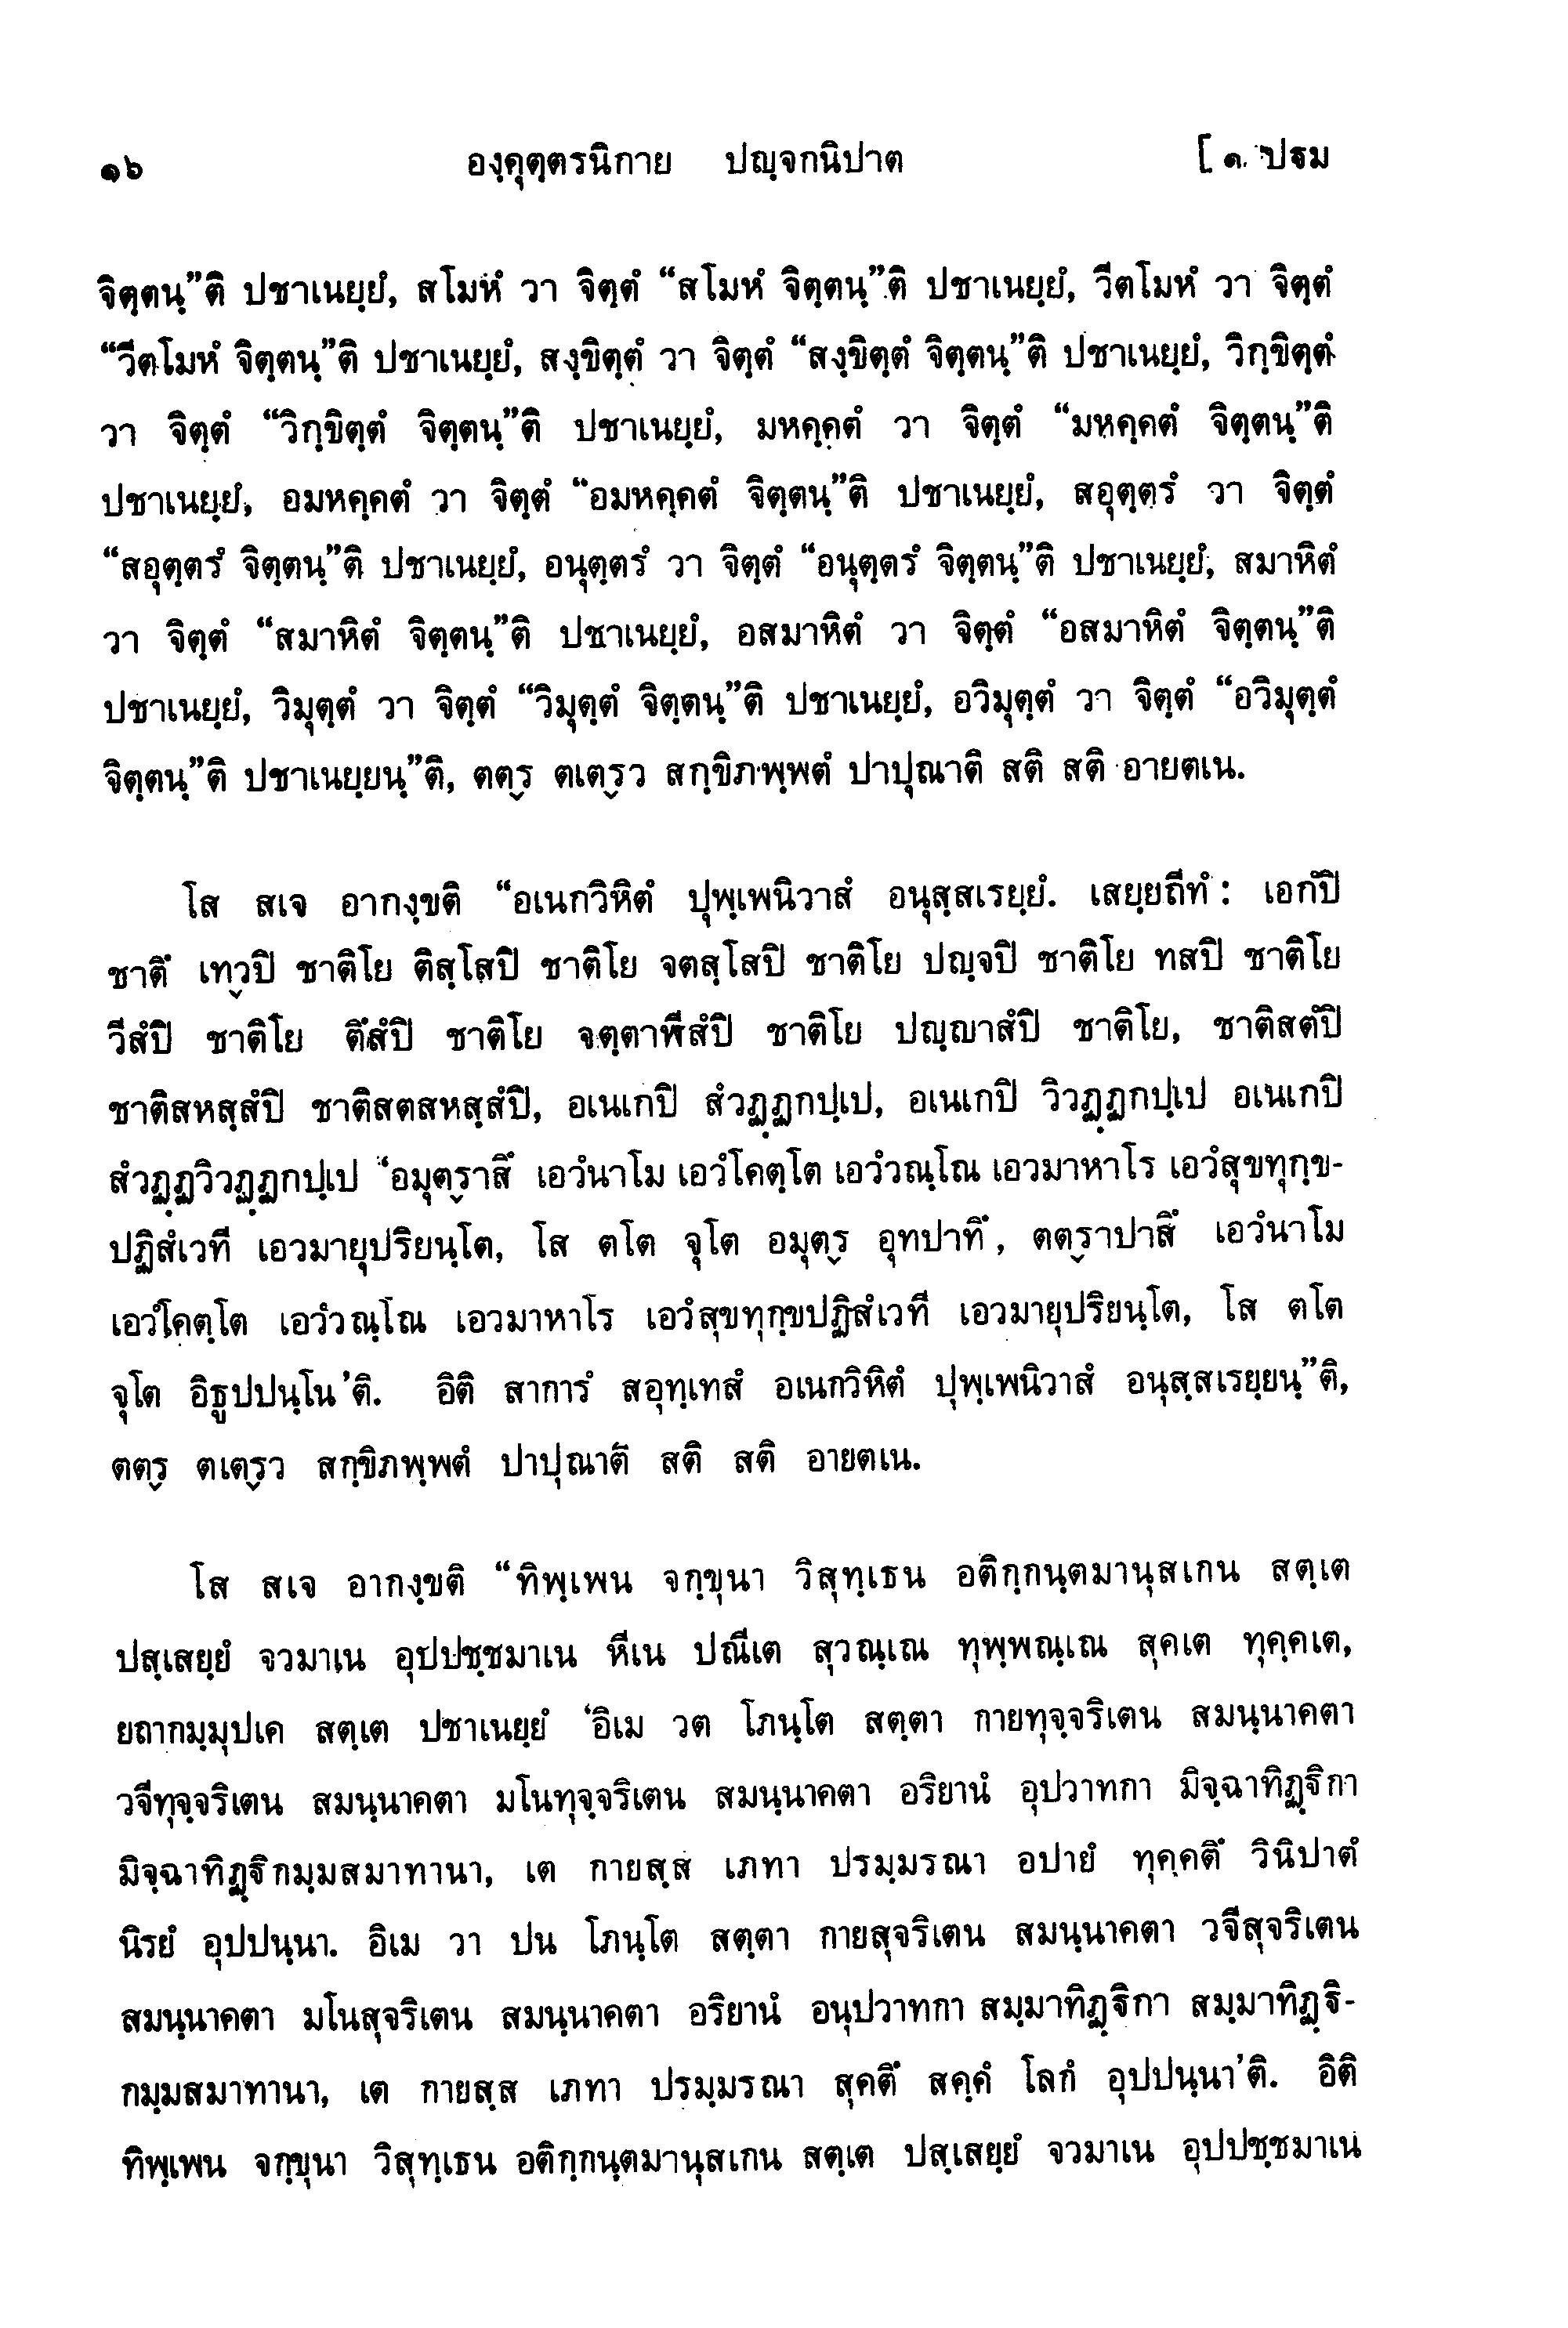 ๑๖ องฺคุตฺตรนิกาย ปญฺจกนิปาต [ ๑. ปฐม
จิตฺตนฺ”ติ ปชาเนยฺยํ, สโมหํ วา จิตฺตํ “สโมหํ จิตฺตนฺ”ติ ปชาเนยฺยํ, วีตโมหํ วา จิตฺตํ
“วีตโมหํ จิตฺตนฺ”ติ ปชาเนยฺยํ, สงฺขิตฺตํ วา จิตฺตํ “สงฺขิตฺตํ จิตฺตนฺ”ติ ปชาเนยฺยํ, วิกฺขิตฺตํ
วา จิตฺตํ “วิกฺขิตฺตํ จิตฺตนฺ”ติ ปชาเนยฺยํ, มหคฺคตํ วา จิตฺตํ “มหคฺคตํ จิตฺตนฺ”ติ
ปชาเนยฺยํ, อมหคฺคตํ วา จิตฺตํ “อมหคฺคตํ จิตฺตนฺ”ติ ปชาเนยฺยํ, สอุตฺตรํ วา จิตฺตํ
“สอุตฺตรํ จิตฺตนฺ”ติ ปชาเนยฺยํ, อนุตฺตรํ วา จิตฺตํ “อนุตฺตรํ จิตฺตนฺ”ติ ปชาเนยฺยํ, สมาหิตํ
วา จิตฺตํ “สมาหิตํ จิตฺตนฺ”ติ ปชาเนยฺยํ, อสมาหิตํ วา จิตฺตํ “อสมาหิตํ จิตฺตนฺ”ติ
ปชาเนยฺยํ, วิมุตฺตํ วา จิตฺตํ “วิมุตฺตํ จิตฺตนฺ”ติ ปชาเนยฺยํ, อวิมุตฺตํ วา จิตฺตํ “อวิมุตฺตํ
จิตฺตนฺ”ติ ปชาเนยฺยนฺ”ติ, ตตฺร ตเตฺรว สกฺขิภพฺพตํ ปาปุณาติ สติ สติ อายตเน.
โส สเจ อากงฺขติ “อเนกวิหิตํ ปุพฺเพนิวาสํ อนุสฺสเรยฺยํ. เสยฺยถีทํ: เอกํปิ
ชาตึ เทฺวปิ ชาติโย ติสฺโสปิ ชาติโย จตสฺโสปิ ชาติโย ปญฺจปิ ชาติโย ทสปิ ชาติโย
วีสํปิ ชาติโย ตึสํปิ ชาติโย จตฺตาฬีสํปิ ชาติโย ปญฺญาสํปิ ชาติโย, ชาติสตํปิ
ชาติสหสฺสํปิ ชาติสตสหสฺสํปิ, อเนเกปิ สํวฏฺฏกปฺเป, อเนเกปิ วิวฏฺฏกปฺเป อเนเกปิ
สํวฏฺฏวิวฏฺฏกปฺเป ‘อมุตฺราสึ เอวํนาโม เอวํโคตฺโต เอวํวณฺโณ เอวมาหาโร เอวํสุขทุกฺข-
ปฏิสํเวที เอวมายุปริยนฺโต, โส ตโต จุโต อมุตฺร อุทปาทึ, ตตฺราปาสึ เอวํนาโม
เอวํโคตฺโต เอวํวณฺโณ เอวมาหาโร เอวํสุขทุกฺขปฏิสํเวที เอวมายุปริยนฺโต, โส ตโต
จุโต อิธูปปนฺโน’ติ. อิติ สาการํ สอุทฺเทสํ อเนกวิหิตํ ปุพฺเพนิวาสํ อนุสฺสเรยฺยนฺ”ติ,
ตตฺร ตเตฺรว สกฺขิภพฺพตํ ปาปุณาติ สติ สติ อายตเน.
โส สเจ อากงฺขติ “ทิพฺเพน จกฺขุนา วิสุทฺเธน อติกฺกนฺตมานุสเกน สตฺเต
ปสฺเสยฺยํ จวมาเน อุปปชฺชมาเน หีเน ปณีเต สุวณฺเณ ทุพฺพณฺเณ สุคเต ทุคฺคเต,
ยถากมฺมุปเค สตฺเต ปชาเนยฺยํ ‘อิเม วต โภนฺโต สตฺตา กายทุจฺจริเตน สมนฺนาคตา
วจีทุจฺจริเตน สมนฺนาคตา มโนทุจฺจริเตน สมนฺนาคตา อริยานํ อุปวาทกา มิจฺฉาทิฏฺฐิกา
มิจฺฉาทิฏฺฐิกมฺมสมาทานา, เต กายสฺส เภทา ปรมฺมรณา อปายํ ทุคฺคตึ วินิปาตํ
นิรยํ อุปปนฺนา. อิเม วา ปน โภนฺโต สตฺตา กายสุจริเตน สมนฺนาคตา วจีสุจริเตน
สมนฺนาคตา มโนสุจริเตน สมนฺนาคตา อริยานํ อนุปวาทกา สมฺมาทิฏฺฐิกา สมฺมาทิฏฺฐิ-
กมฺมสมาทานา, เต กายสฺส เภทา ปรมฺมรณา สุคตึ สคฺคํ โลกํ อุปปนฺนา’ติ. อิติ
ทิพฺเพน จกฺขุนา วิสุทฺเธน อติกฺกนฺตมานุสเกน สตฺเต ปสฺเสยฺยํ จวมาเน อุปปชฺชมาเน